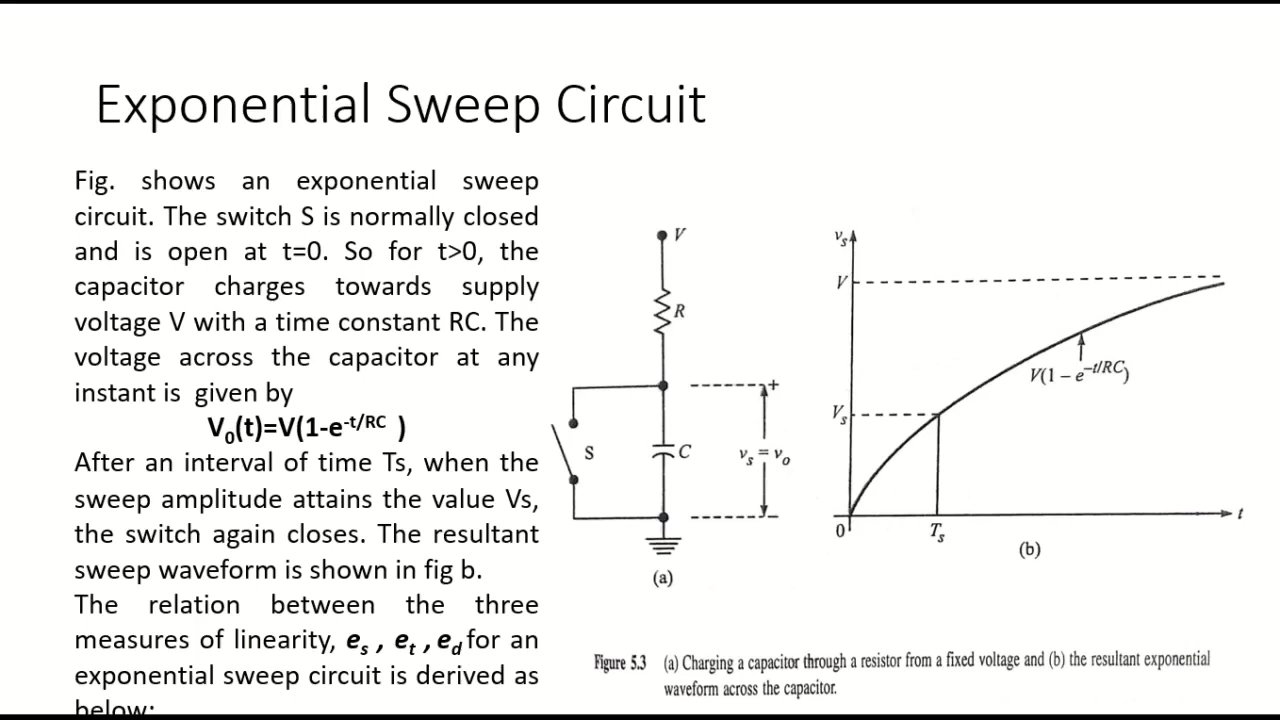 Exponential Sweep Circuit
Fig. shows an exponential sweep
circuit. The switch S is normally closed
and is open at t=0. So for t>0, the
capacitor charges towards supply
voltage V with a time constant RC. The
voltage across the capacitor at any
instant is given by
V₀(t)=V(1-e^-t/RC )
After an interval of time Ts, when the
sweep amplitude attains the value Vs,
the switch again closes. The resultant
sweep waveform is shown in fig b.
The relation between the three
measures of linearity, eₛ , eₜ , e_d for an
exponential sweep circuit is derived as
below:
V
R
S
C
+
vₛ = vₒ
–
(a)
vₛ
V
V(1 – e^–t/RC)
Vₛ
0
Tₛ
t
(b)
Figure 5.3 (a) Charging a capacitor through a resistor from a fixed voltage and (b) the resultant exponential
waveform across the capacitor.